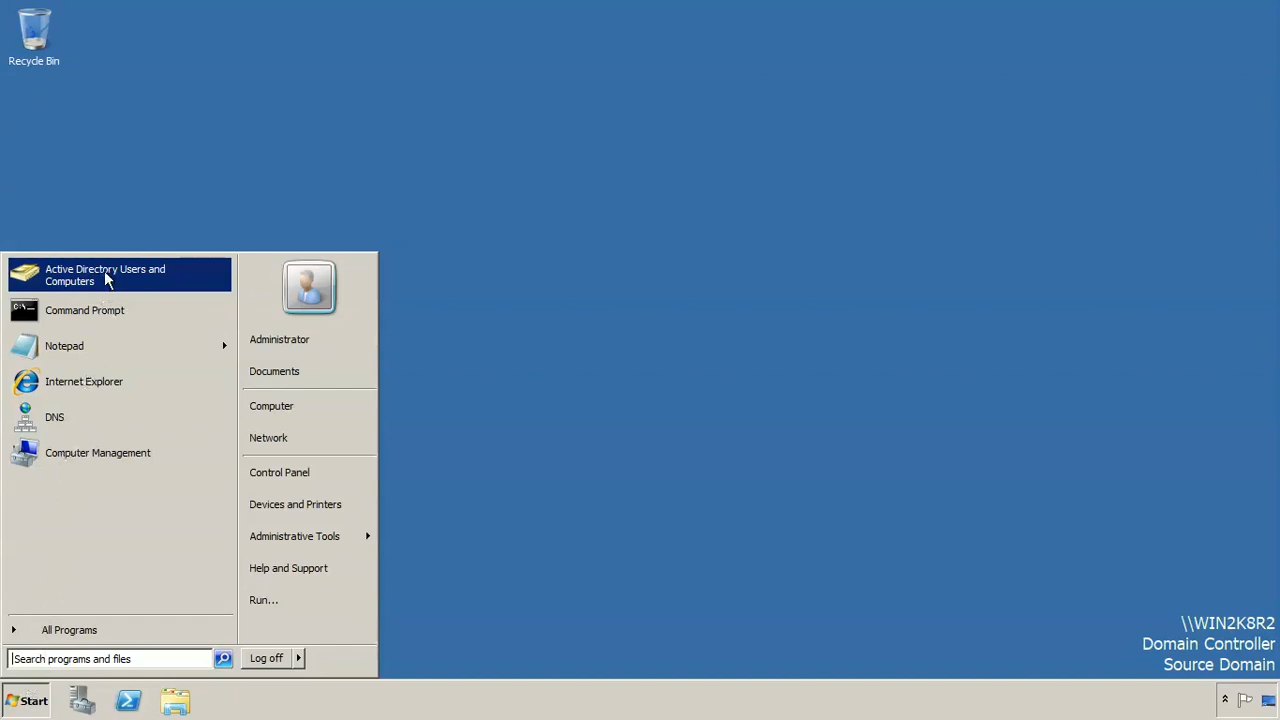 Recycle Bin
Active Directory Users and
Computers
Command Prompt
Notepad
Internet Explorer
DNS
Computer Management
All Programs
Search programs and files
Administrator
Documents
Computer
Network
Control Panel
Devices and Printers
Administrative Tools
Help and Support
Run...
Log off
\\WIN2K8R2
Domain Controller
Source Domain
Start